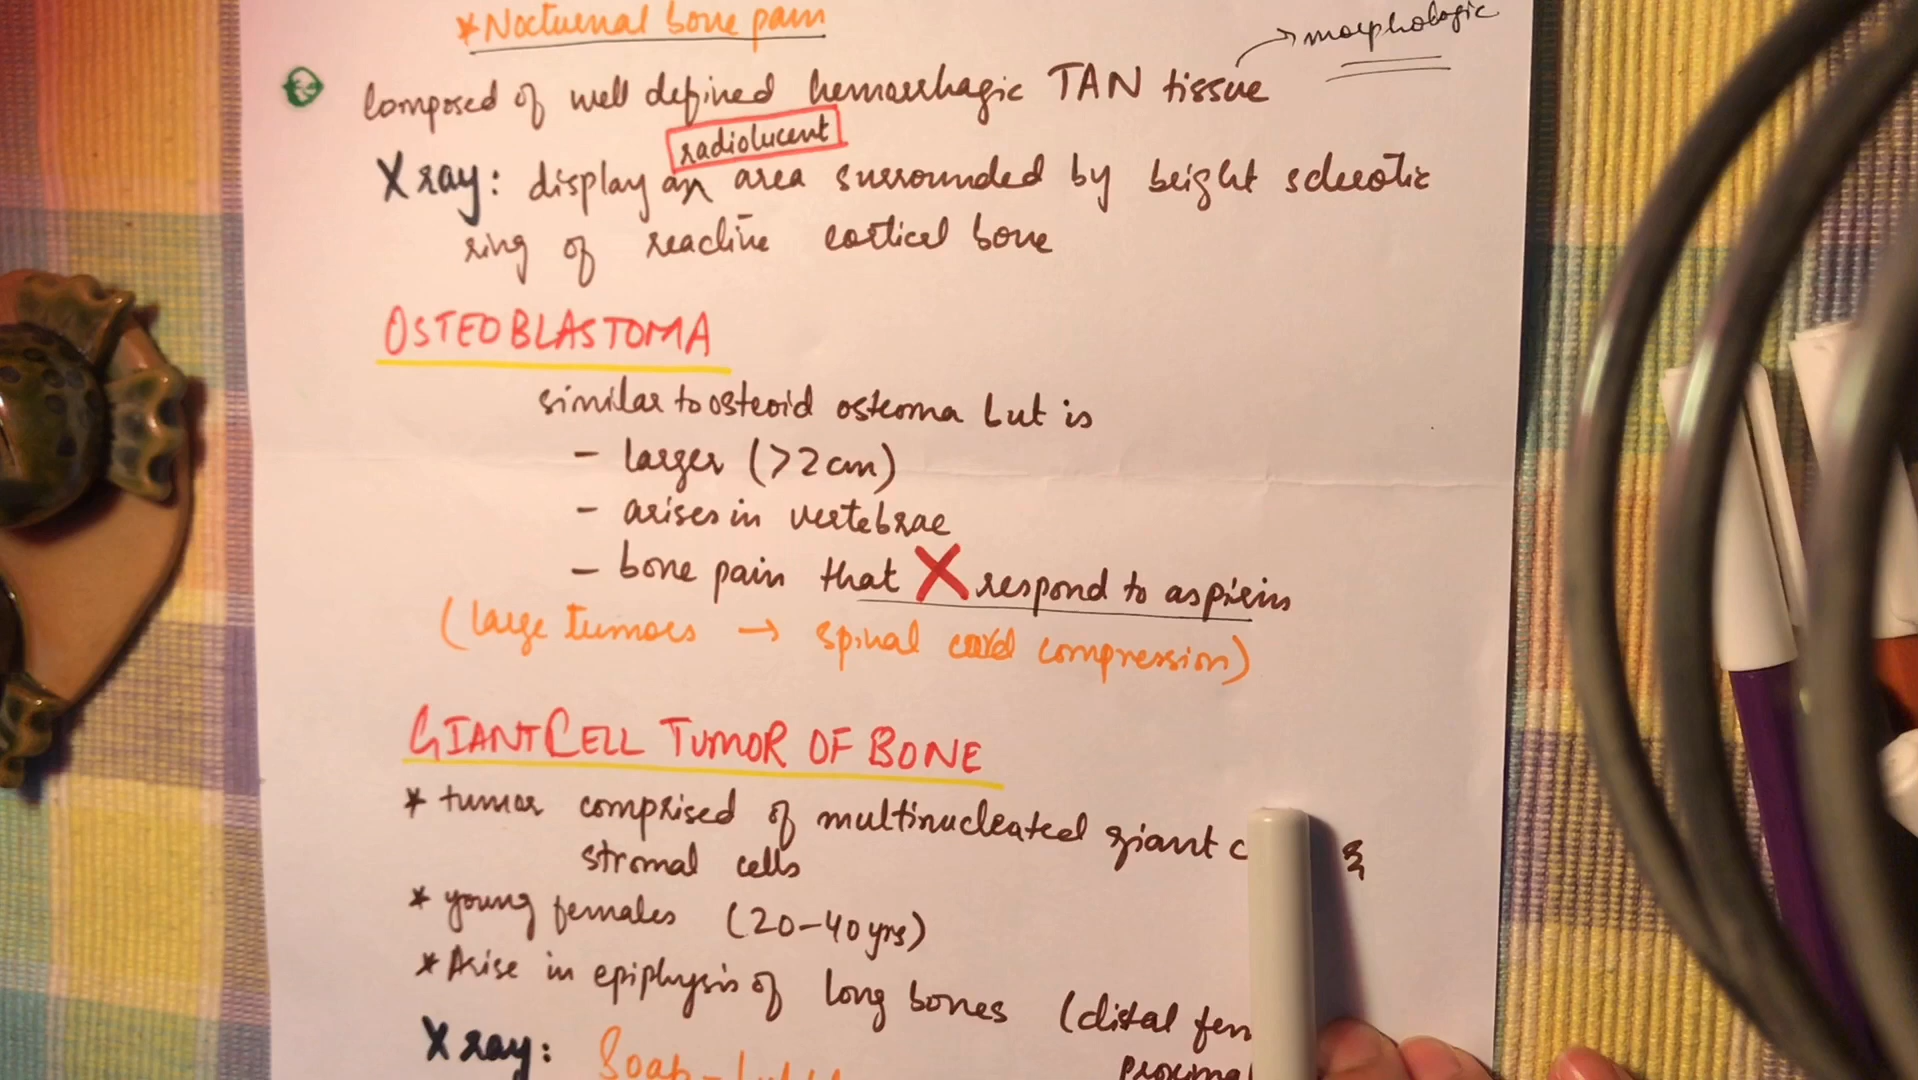 * Nocturnal bone pain
→ morphologic
Composed of well defined hemorrhagic TAN tissue
radiolucent
X ray: display an area surrounded by bright sclerotic
ring of reactive cortical bone
OSTEOBLASTOMA
similar to osteoid osteoma but is
- larger (>2cm)
- arises in vertebrae
- bone pain that X respond to aspirin
(large tumors → spinal cord compression)
GIANT CELL TUMOR OF BONE
* tumor comprised of multinucleated giant c &
stromal cells
* young females (20-40 yrs)
* Arise in epiphysis of long bones (distal fem
proximal
X ray: Soap-